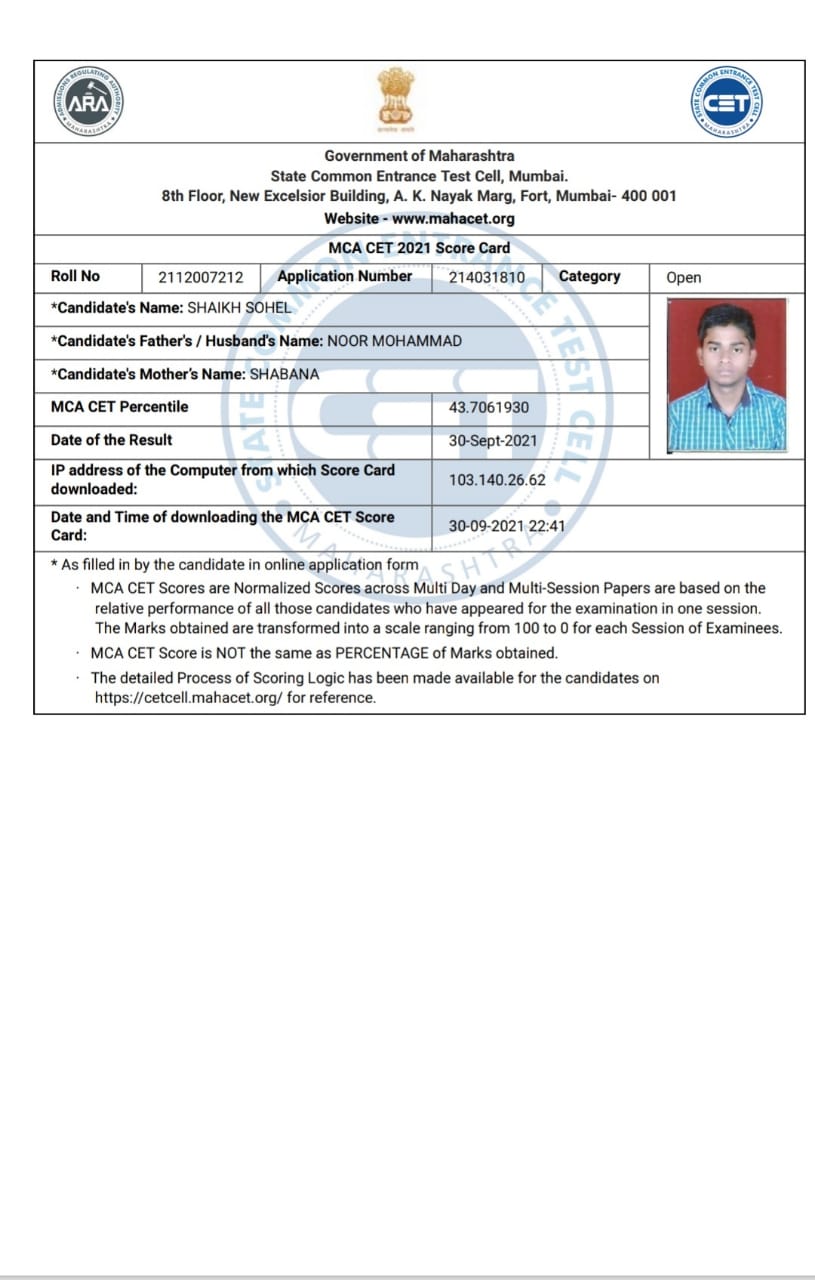 ADMISSIONS REGULATING AUTHORITY
ARA
MAHARASHTRA
STATE COMMON ENTRANCE TEST CELL
CET
MAHARASHTRA
Government of Maharashtra
State Common Entrance Test Cell, Mumbai.
8th Floor, New Excelsior Building, A. K. Nayak Marg, Fort, Mumbai- 400 001
Website - www.mahacet.org
MCA CET 2021 Score Card
Roll No 2112007212 Application Number 214031810 Category Open
*Candidate's Name: SHAIKH SOHEL
*Candidate's Father's / Husband's Name: NOOR MOHAMMAD
*Candidate's Mother's Name: SHABANA
MCA CET Percentile 43.7061930
Date of the Result 30-Sept-2021
IP address of the Computer from which Score Card
downloaded: 103.140.26.62
Date and Time of downloading the MCA CET Score
Card: 30-09-2021 22:41
* As filled in by the candidate in online application form
· MCA CET Scores are Normalized Scores across Multi Day and Multi-Session Papers are based on the
relative performance of all those candidates who have appeared for the examination in one session.
The Marks obtained are transformed into a scale ranging from 100 to 0 for each Session of Examinees.
· MCA CET Score is NOT the same as PERCENTAGE of Marks obtained.
· The detailed Process of Scoring Logic has been made available for the candidates on
https://cetcell.mahacet.org/ for reference.
STATE COMMON ENTRANCE TEST CELL
CET
MAHARASHTRA